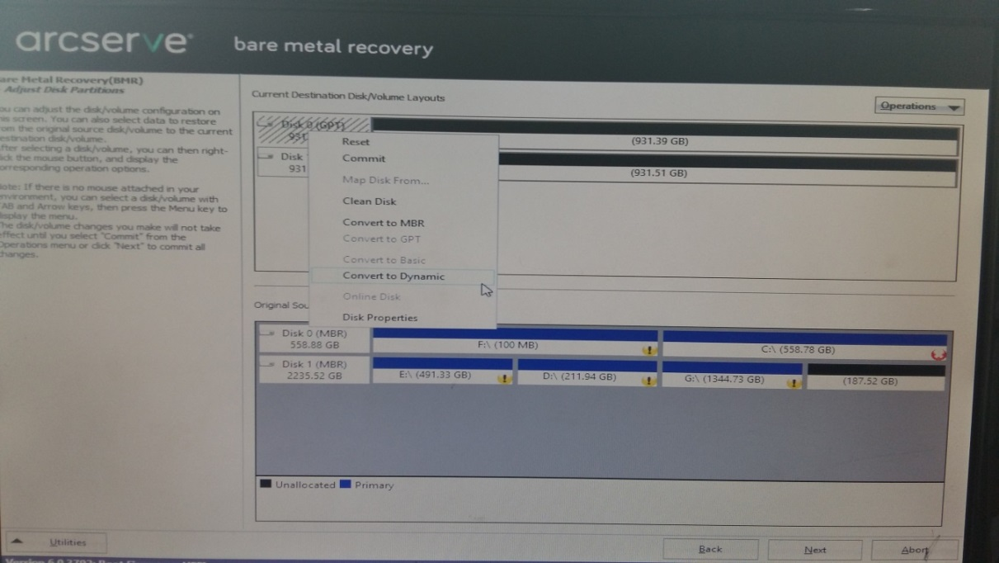 arcserve bare metal recovery
are Metal Recovery(BMR)
Adjust Disk Partitions
ou can adjust the disk/volume configuration on
is screen. You can also select data to restore
om the original source disk/volume to the current
estination disk/volume.
fter selecting a disk/volume, you can then right-
lick the mouse button, and display the
orresponding operation options.
lote: If there is no mouse attached in your
nvironment, you can select a disk/volume with
AB and Arrow keys, then press the Menu key to
isplay the menu.
he disk/volume changes you make will not take
ffect until you select "Commit" from the
Operations menu or click "Next" to commit all
hanges.
Current Destination Disk/Volume Layouts
Operations
Disk 0 (GPT)
931
(931.39 GB)
Disk
931
(931.51 GB)
Reset
Commit
Map Disk From...
Clean Disk
Convert to MBR
Convert to GPT
Convert to Basic
Convert to Dynamic
Online Disk
Disk Properties
Original Sou
Disk 0 (MBR)
558.88 GB
F:\ (100 MB)
C:\ (558.78 GB)
Disk 1 (MBR)
2235.52 GB
E:\ (491.33 GB)
D:\ (211.94 GB)
G:\ (1344.73 GB)
(187.52 GB)
Unallocated Primary
Utilities
Back
Next
Abort